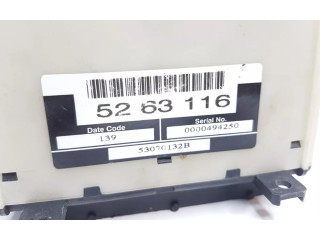 52 63 116
Date Code
Serial No.
139
0000494250
53070132B